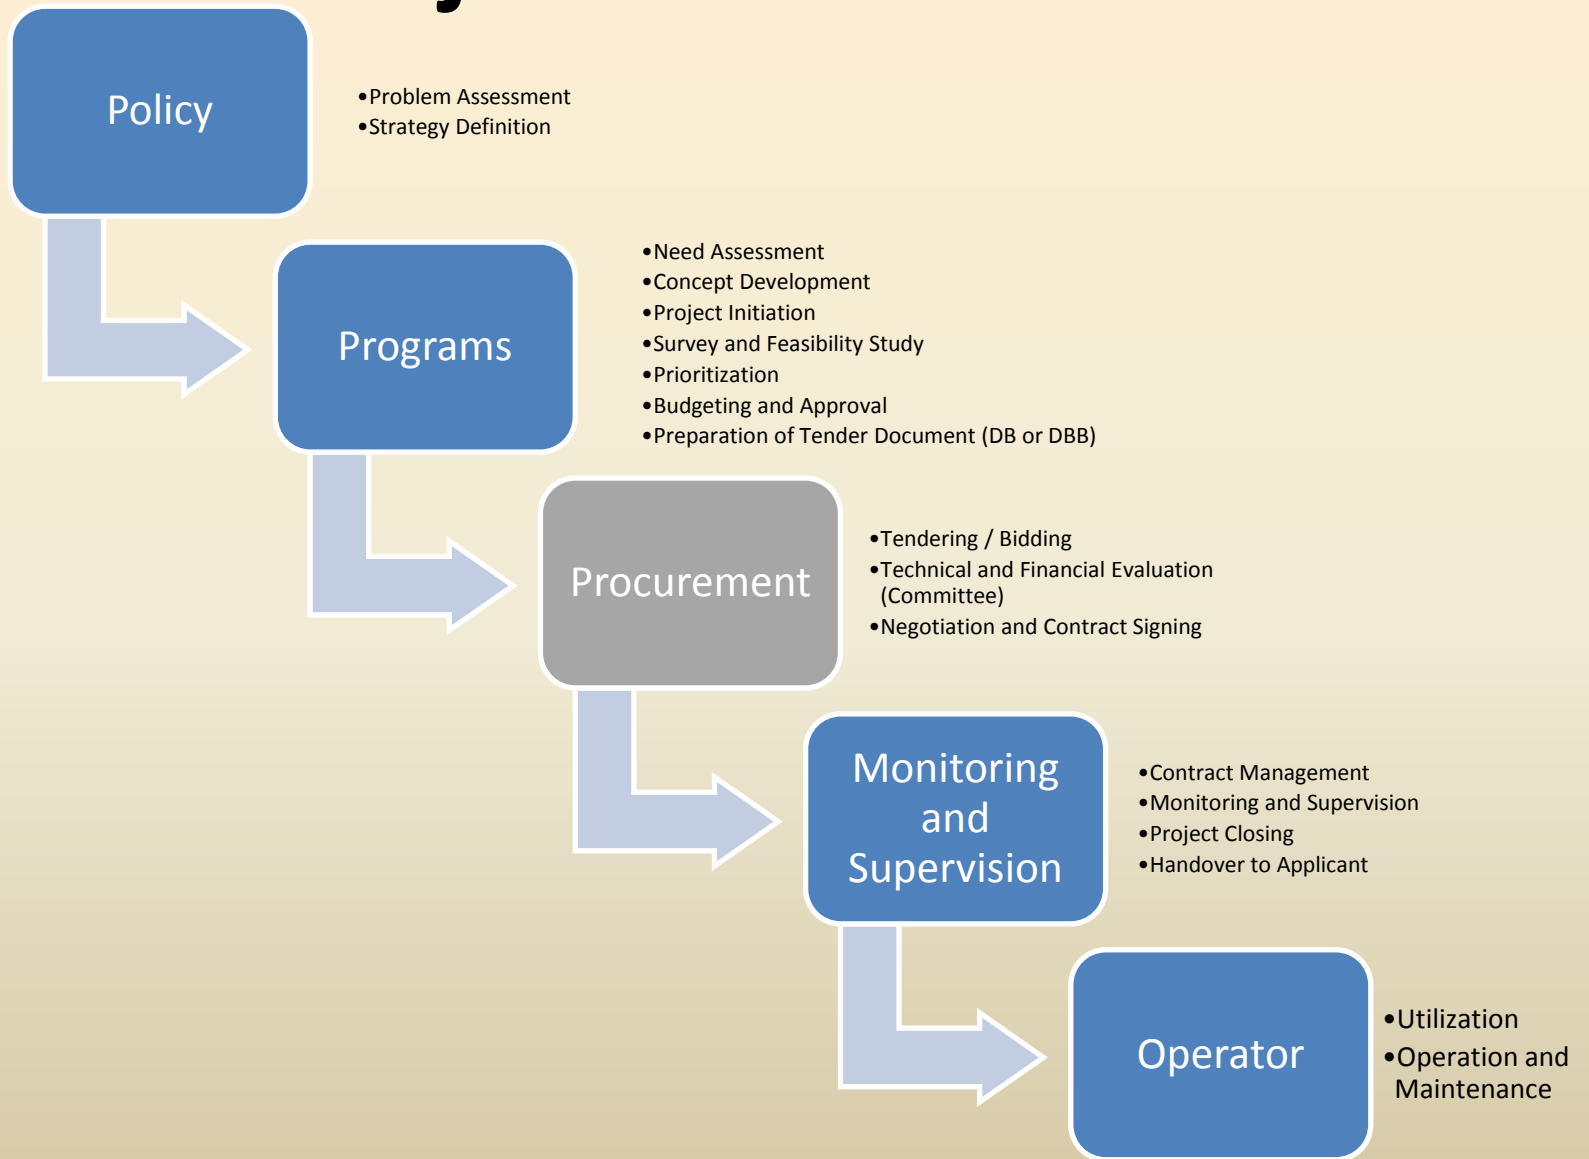 Policy
•Problem Assessment
•Strategy Definition
Programs
•Need Assessment
•Concept Development
•Project Initiation
•Survey and Feasibility Study
•Prioritization
•Budgeting and Approval
•Preparation of Tender Document (DB or DBB)
Procurement
•Tendering / Bidding
•Technical and Financial Evaluation
(Committee)
•Negotiation and Contract Signing
Monitoring
and
Supervision
•Contract Management
•Monitoring and Supervision
•Project Closing
•Handover to Applicant
Operator
•Utilization
•Operation and
Maintenance